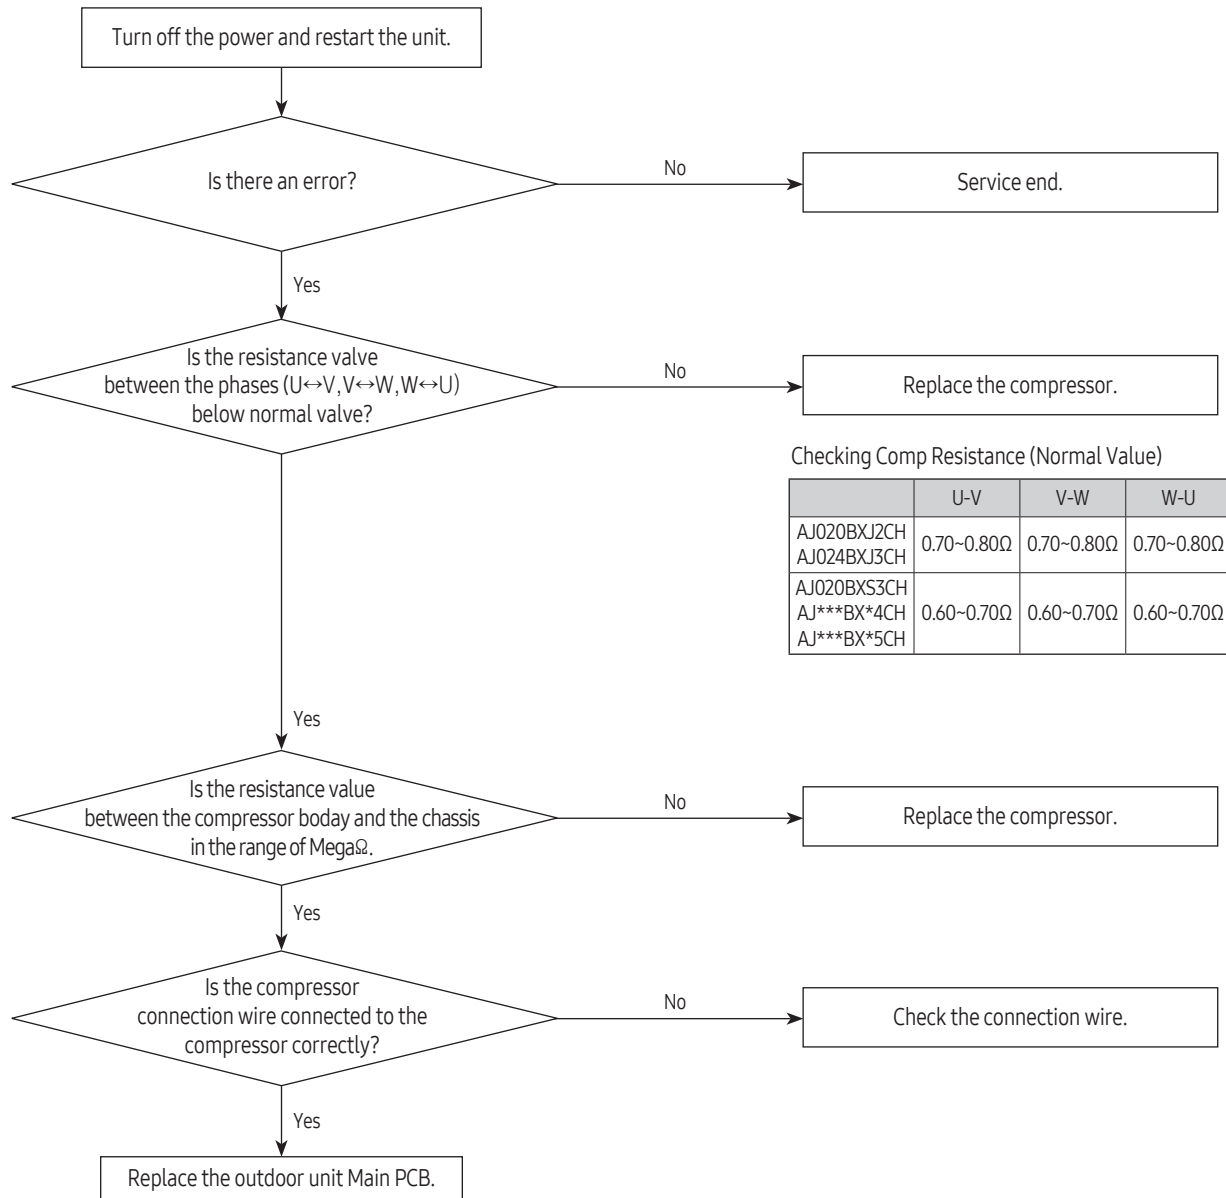 Turn off the power and restart the unit.
Is there an error?
No
Service end.
Yes
Is the resistance valve
between the phases (U↔V,V↔W,W↔U)
below normal valve?
No
Replace the compressor.
Checking Comp Resistance (Normal Value)
U-V V-W W-U
AJ020BXJ2CH
AJ024BXJ3CH
0.70~0.80Ω 0.70~0.80Ω 0.70~0.80Ω
AJ020BXS3CH
AJ***BX*4CH
AJ***BX*5CH
0.60~0.70Ω 0.60~0.70Ω 0.60~0.70Ω
Yes
Is the resistance value
between the compressor boday and the chassis
in the range of MegaΩ.
No
Replace the compressor.
Yes
Is the compressor
connection wire connected to the
compressor correctly?
No
Check the connection wire.
Yes
Replace the outdoor unit Main PCB.